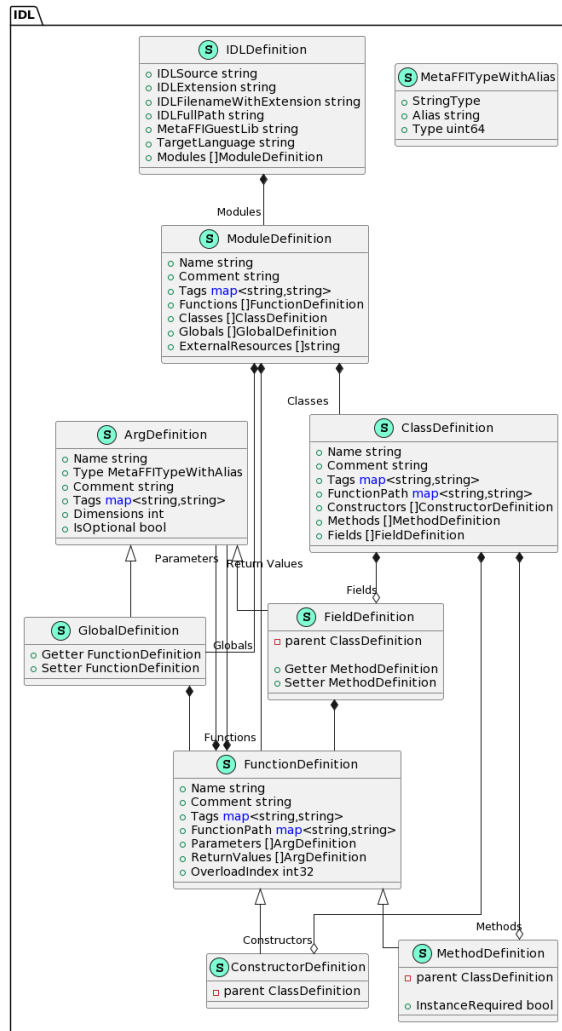 IDL
S IDLDefinition
IDLSource string
IDLExtension string
IDLFilenameWithExtension string
IDLFullPath string
MetaFFIGuestLib string
TargetLanguage string
Modules []ModuleDefinition
S MetaFFITypeWithAlias
StringType
Alias string
Type uint64
Modules
S ModuleDefinition
Name string
Comment string
Tags map<string,string>
Functions []FunctionDefinition
Classes []ClassDefinition
Globals []GlobalDefinition
ExternalResources []string
Classes
S ArgDefinition
Name string
Type MetaFFITypeWithAlias
Comment string
Tags map<string,string>
Dimensions int
IsOptional bool
S ClassDefinition
Name string
Comment string
Tags map<string,string>
FunctionPath map<string,string>
Constructors []ConstructorDefinition
Methods []MethodDefinition
Fields []FieldDefinition
Parameters
Return Values
Fields
S GlobalDefinition
Getter FunctionDefinition
Setter FunctionDefinition
Globals
S FieldDefinition
parent ClassDefinition
Getter MethodDefinition
Setter MethodDefinition
Functions
S FunctionDefinition
Name string
Comment string
Tags map<string,string>
FunctionPath map<string,string>
Parameters []ArgDefinition
ReturnValues []ArgDefinition
OverloadIndex int32
Constructors
Methods
S ConstructorDefinition
parent ClassDefinition
S MethodDefinition
parent ClassDefinition
InstanceRequired bool